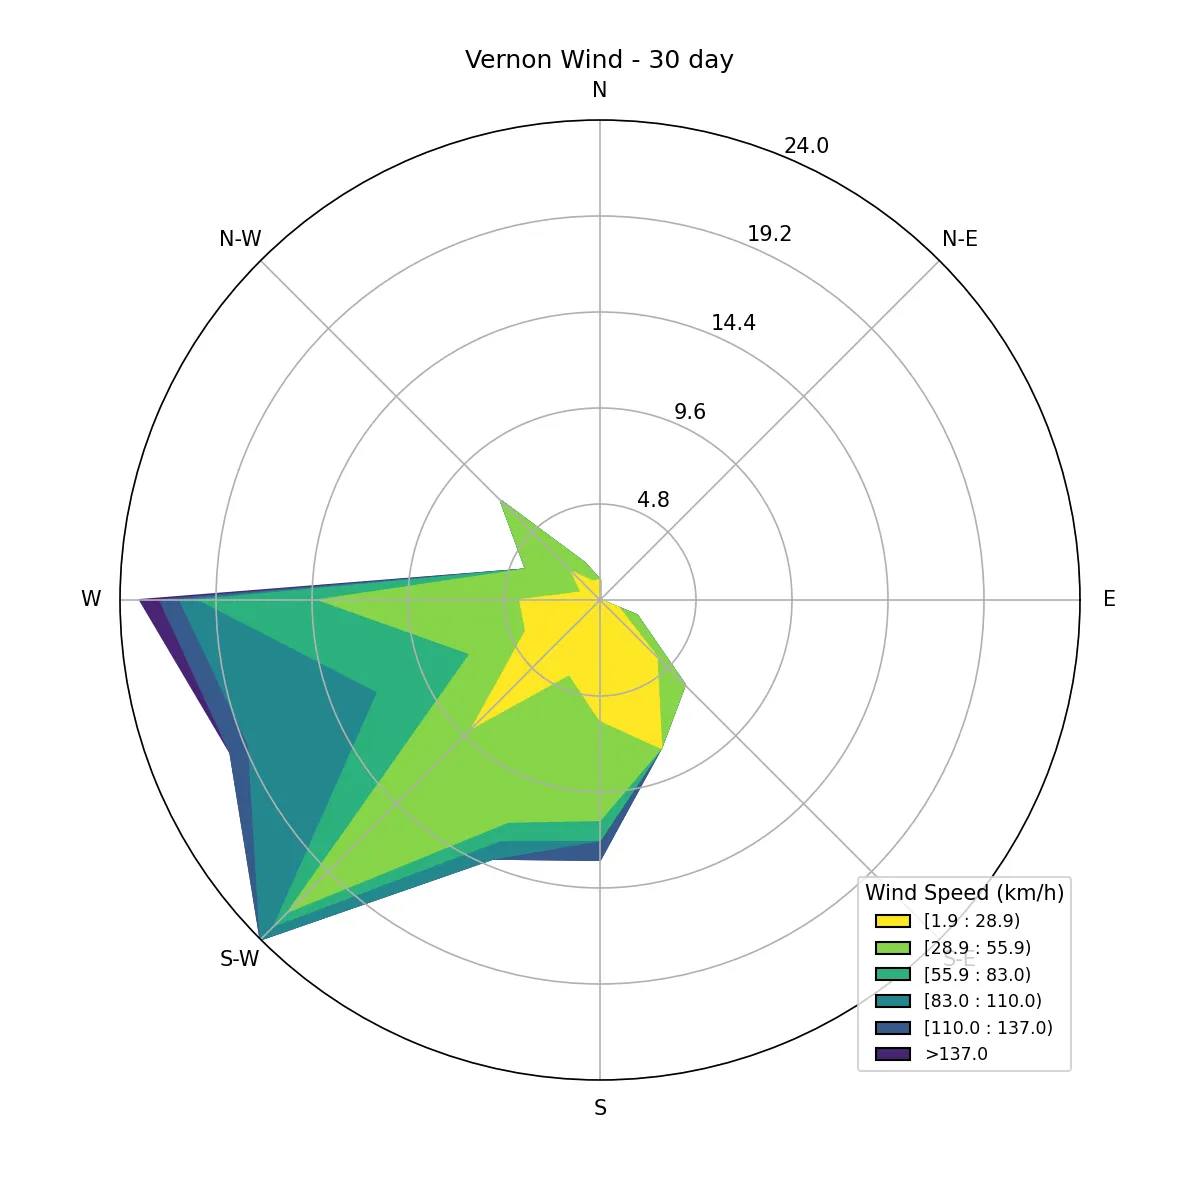 Vernon Wind - 30 day
N
24.0
N-W
19.2
N-E
14.4
9.6
4.8
W
E
Wind Speed (km/h)
[1.9 : 28.9)
[28.9 : 55.9)
S-W
S-E
[55.9 : 83.0)
[83.0 : 110.0)
[110.0 : 137.0)
>137.0
S